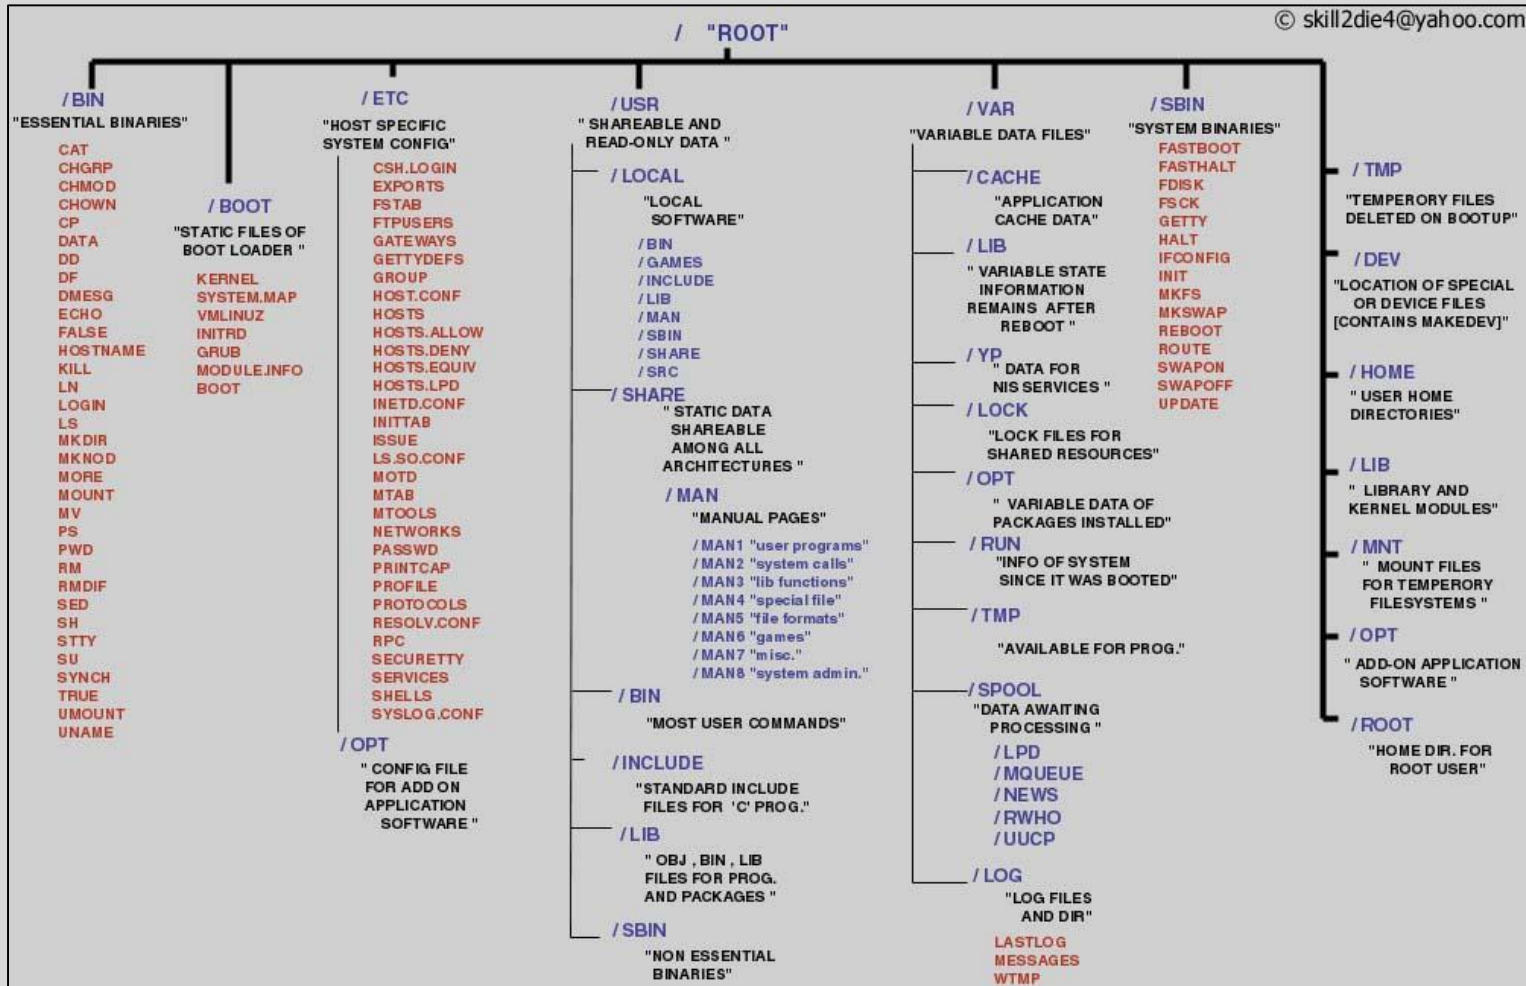 © skill2die4@yahoo.com
/ "ROOT"
/BIN
"ESSENTIAL BINARIES"
CAT
CHGRP
CHMOD
CHOWN
CP
DATA
DD
DF
DMESG
ECHO
FALSE
HOSTNAME
KILL
LN
LOGIN
LS
MKDIR
MKNOD
MORE
MOUNT
MV
PS
PWD
RM
RMDIF
SED
SH
STTY
SU
SYNCH
TRUE
UMOUNT
UNAME
/BOOT
"STATIC FILES OF
BOOT LOADER "
KERNEL
SYSTEM.MAP
VMLINUZ
INITRD
GRUB
MODULE.INFO
BOOT
/ETC
"HOST SPECIFIC
SYSTEM CONFIG"
CSH.LOGIN
EXPORTS
FSTAB
FTPUSERS
GATEWAYS
GETTYDEFS
GROUP
HOST.CONF
HOSTS
HOSTS.ALLOW
HOSTS.DENY
HOSTS.EQUIV
HOSTS.LPD
INETD.CONF
INITTAB
ISSUE
LS.SO.CONF
MOTD
MTAB
MTOOLS
NETWORKS
PASSWD
PRINTCAP
PROFILE
PROTOCOLS
RESOLV.CONF
RPC
SECURETTY
SERVICES
SHELLS
SYSLOG.CONF
/OPT
" CONFIG FILE
FOR ADD ON
APPLICATION
SOFTWARE "
/USR
" SHAREABLE AND
READ-ONLY DATA "
/LOCAL
"LOCAL
SOFTWARE"
/BIN
/GAMES
/INCLUDE
/LIB
/MAN
/SBIN
/SHARE
/SRC
/SHARE
" STATIC DATA
SHAREABLE
AMONG ALL
ARCHITECTURES "
/MAN
"MANUAL PAGES"
/MAN1 "user programs"
/MAN2 "system calls"
/MAN3 "lib functions"
/MAN4 "special file"
/MAN5 "file formats"
/MAN6 "games"
/MAN7 "misc."
/MAN8 "system admin."
/BIN
"MOST USER COMMANDS"
/INCLUDE
"STANDARD INCLUDE
FILES FOR 'C' PROG."
/LIB
" OBJ , BIN , LIB
FILES FOR PROG.
AND PACKAGES "
/SBIN
"NON ESSENTIAL
BINARIES"
/VAR
"VARIABLE DATA FILES"
/CACHE
"APPLICATION
CACHE DATA"
/LIB
" VARIABLE STATE
INFORMATION
REMAINS AFTER
REBOOT "
/YP
" DATA FOR
NIS SERVICES "
/LOCK
"LOCK FILES FOR
SHARED RESOURCES"
/OPT
" VARIABLE DATA OF
PACKAGES INSTALLED"
/RUN
"INFO OF SYSTEM
SINCE IT WAS BOOTED"
/TMP
"AVAILABLE FOR PROG."
/SPOOL
"DATA AWAITING
PROCESSING "
/LPD
/MQUEUE
/NEWS
/RWHO
/UUCP
/LOG
"LOG FILES
AND DIR"
LASTLOG
MESSAGES
WTMP
/SBIN
"SYSTEM BINARIES"
FASTBOOT
FASTHALT
FDISK
FSCK
GETTY
HALT
IFCONFIG
INIT
MKFS
MKSWAP
REBOOT
ROUTE
SWAPON
SWAPOFF
UPDATE
/TMP
"TEMPERORY FILES
DELETED ON BOOTUP"
/DEV
"LOCATION OF SPECIAL
OR DEVICE FILES
[CONTAINS MAKEDEV]"
/HOME
" USER HOME
DIRECTORIES"
/LIB
" LIBRARY AND
KERNEL MODULES"
/MNT
" MOUNT FILES
FOR TEMPERORY
FILESYSTEMS "
/OPT
" ADD-ON APPLICATION
SOFTWARE "
/ROOT
"HOME DIR. FOR
ROOT USER"